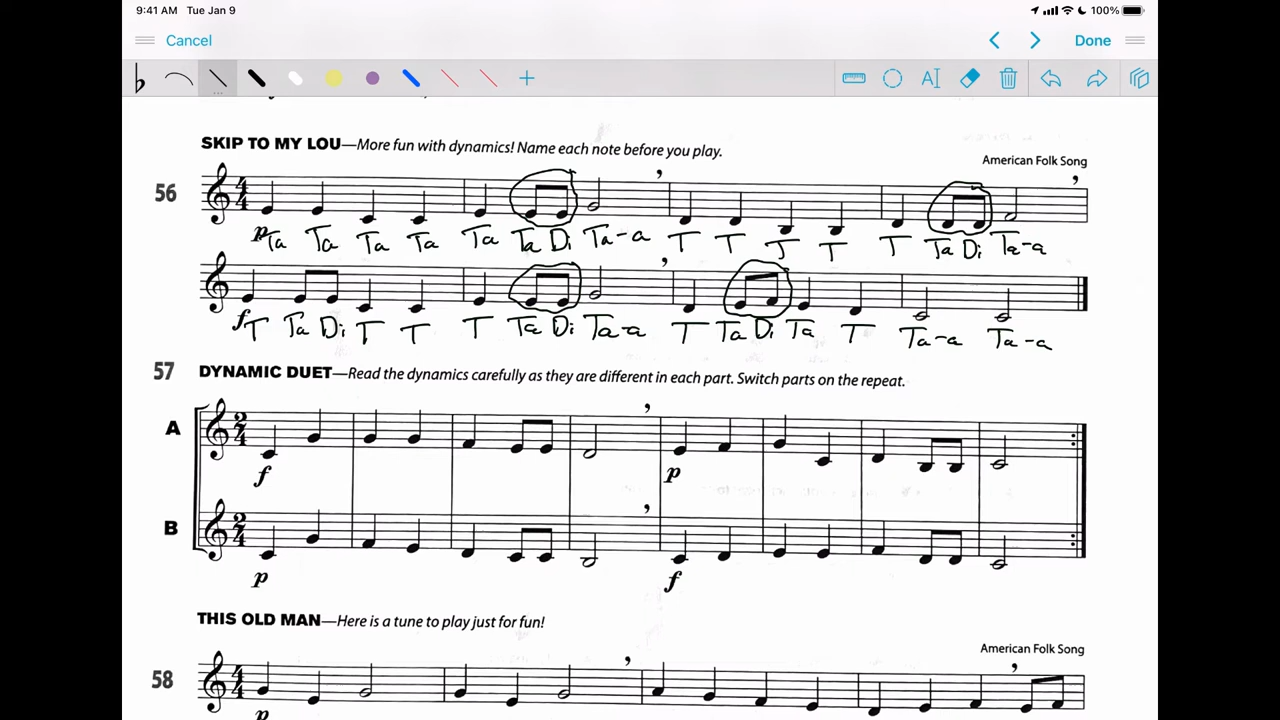 9:41 AM Tue Jan 9 100%
Cancel Done
SKIP TO MY LOU—More fun with dynamics! Name each note before you play.
American Folk Song
56
p Ta Ta Ta Ta Ta Ta Di Ta-a T T T T T Ta Di Ta-a
f T Ta Di T T T Ta Di Ta-a T Ta Di Ta T Ta-a Ta-a
57 DYNAMIC DUET—Read the dynamics carefully as they are different in each part. Switch parts on the repeat.
A
f p
B
p f
THIS OLD MAN—Here is a tune to play just for fun!
American Folk Song
58
p